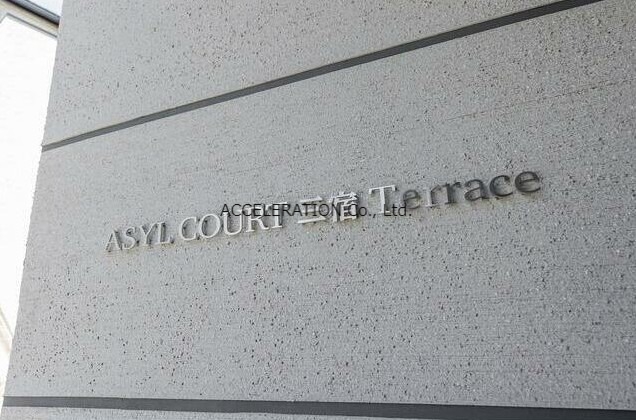 ASYL COURT 三宿 Terrace
ACCELERATION Co., Ltd.